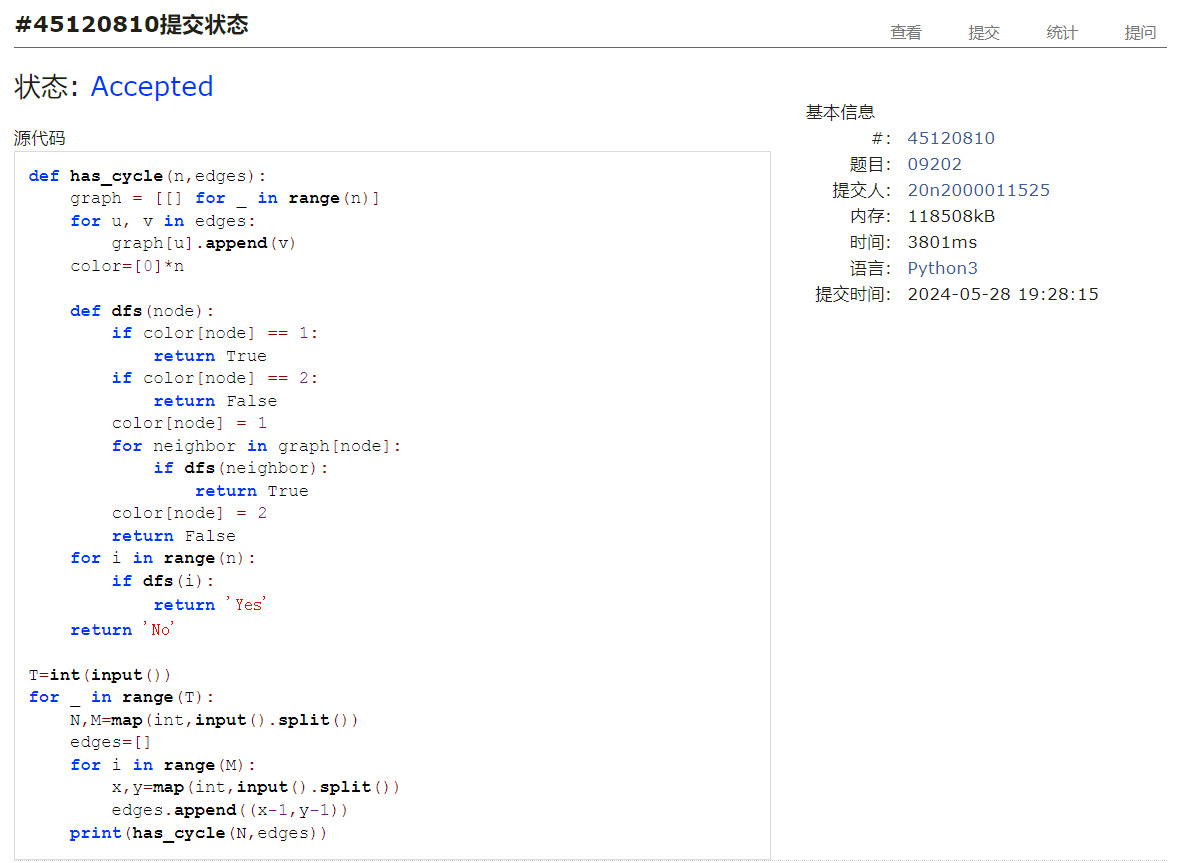 #45120810提交状态
查看 提交 统计 提问
状态: Accepted
源代码
def has_cycle(n,edges):
    graph = [[] for _ in range(n)]
    for u, v in edges:
        graph[u].append(v)
    color=[0]*n

    def dfs(node):
        if color[node] == 1:
            return True
        if color[node] == 2:
            return False
        color[node] = 1
        for neighbor in graph[node]:
            if dfs(neighbor):
                return True
        color[node] = 2
        return False
    for i in range(n):
        if dfs(i):
            return 'Yes'
    return 'No'

T=int(input())
for _ in range(T):
    N,M=map(int,input().split())
    edges=[]
    for i in range(M):
        x,y=map(int,input().split())
        edges.append((x-1,y-1))
    print(has_cycle(N,edges))
基本信息
#: 45120810
题目: 09202
提交人: 20n2000011525
内存: 118508kB
时间: 3801ms
语言: Python3
提交时间: 2024-05-28 19:28:15